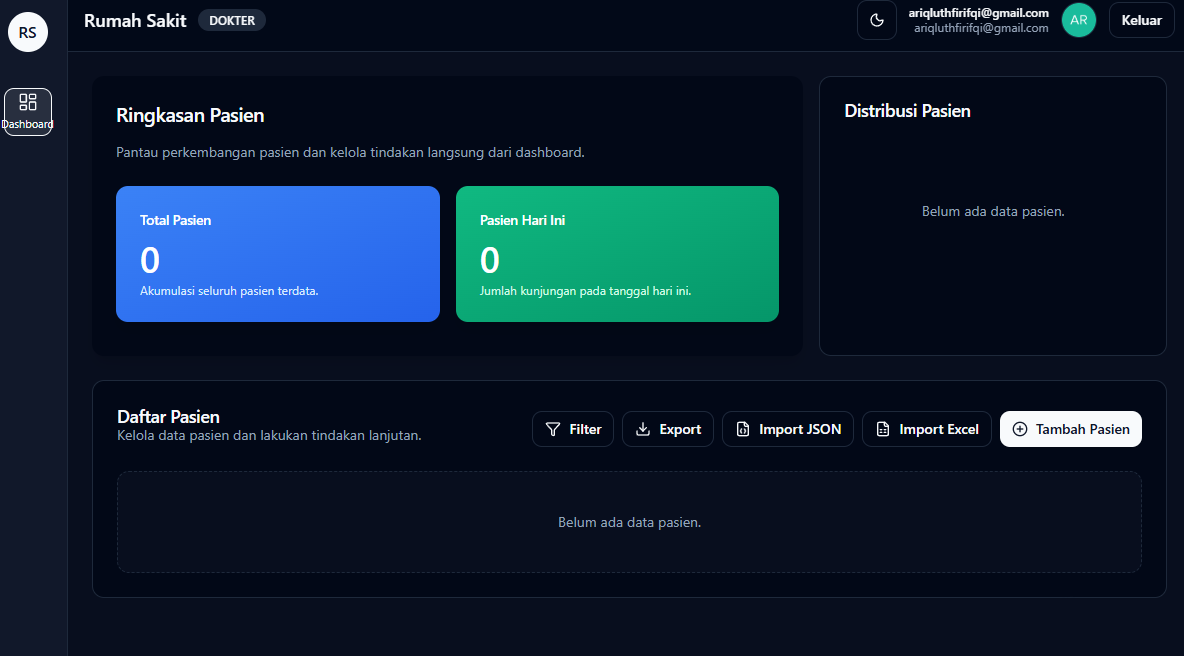 RS
Rumah Sakit
DOKTER
ariqluthfirifqi@gmail.com
ariqluthfirifqi@gmail.com
AR
Keluar
Dashboard
Ringkasan Pasien
Pantau perkembangan pasien dan kelola tindakan langsung dari dashboard.
Total Pasien
0
Akumulasi seluruh pasien terdata.
Pasien Hari Ini
0
Jumlah kunjungan pada tanggal hari ini.
Distribusi Pasien
Belum ada data pasien.
Daftar Pasien
Kelola data pasien dan lakukan tindakan lanjutan.
Filter
Export
Import JSON
Import Excel
Tambah Pasien
Belum ada data pasien.